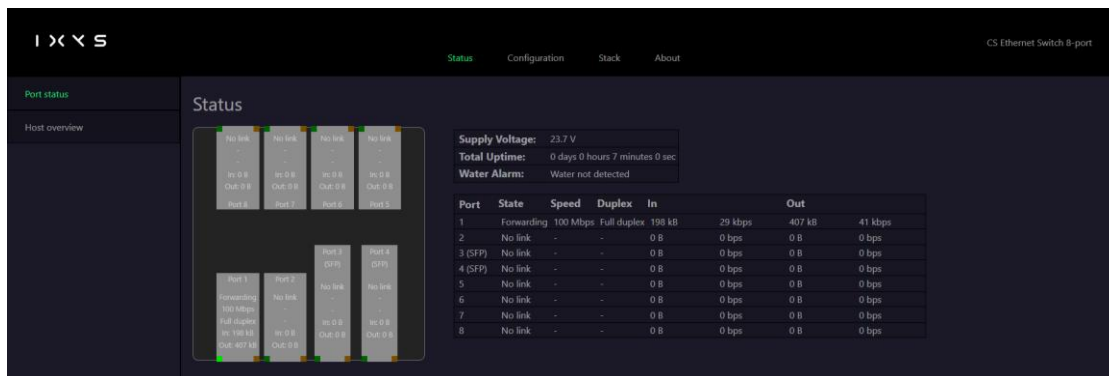 IXYS
CS Ethernet Switch 8-port
Status Configuration Stack About
Port status
Host overview
Status
No link No link No link No link
- - - -
- - - -
In: 0 B In: 0 B In: 0 B In: 0 B
Out: 0 B Out: 0 B Out: 0 B Out: 0 B
Port 8 Port 7 Port 6 Port 5
Port 3 Port 4
(SFP) (SFP)
Port 1 Port 2
No link No link
Forwarding No link - -
100 Mbps - - -
Full duplex - In: 0 B In: 0 B
In: 198 kB In: 0 B Out: 0 B Out: 0 B
Out: 407 kB Out: 0 B
Supply Voltage: 23.7 V
Total Uptime: 0 days 0 hours 7 minutes 0 sec
Water Alarm: Water not detected
Port State Speed Duplex In Out
1 Forwarding 100 Mbps Full duplex 198 kB 29 kbps 407 kB 41 kbps
2 No link - - 0 B 0 bps 0 B 0 bps
3 (SFP) No link - - 0 B 0 bps 0 B 0 bps
4 (SFP) No link - - 0 B 0 bps 0 B 0 bps
5 No link - - 0 B 0 bps 0 B 0 bps
6 No link - - 0 B 0 bps 0 B 0 bps
7 No link - - 0 B 0 bps 0 B 0 bps
8 No link - - 0 B 0 bps 0 B 0 bps